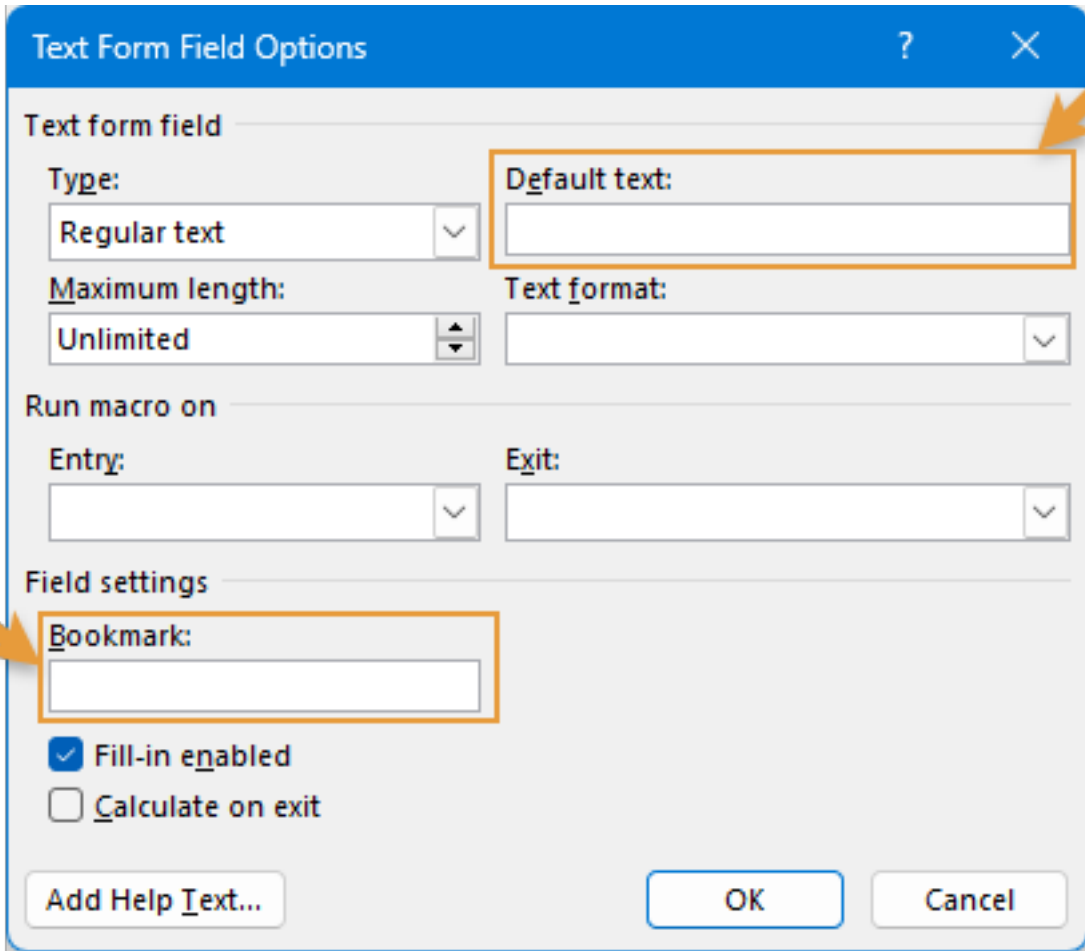 Text Form Field Options ?
Text form field
Type: Default text:
Regular text
Maximum length: Text format:
Unlimited
Run macro on
Entry: Exit:
Field settings
Bookmark:
Fill-in enabled
Calculate on exit
Add Help Text... OK Cancel